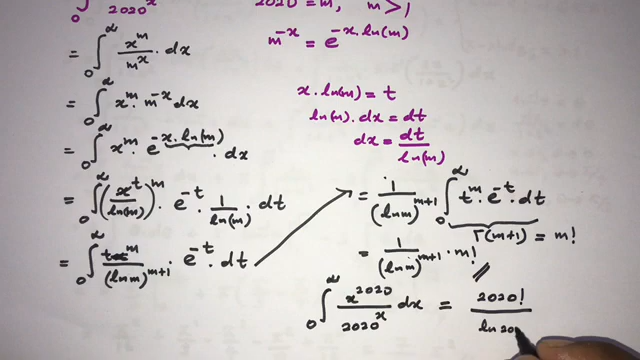 ∫₀^∞ 2020^x
2020 = m, m > 1
= ∫₀^∞ x^m/m^x · dx
m^-x = e^-x·ln(m)
= ∫₀^∞ x^m · m^-x dx
x·ln(m) = t
ln(m)·dx = dt
dx = dt/ln(m)
= ∫₀^∞ x^m · e^-x·ln(m) · dx
= ∫₀^∞ (t/ln(m))^m · e^-t · 1/ln(m) · dt
= ∫₀^∞ t^m/(ln m)^m+1 · e^-t · dt
= 1/(ln m)^m+1 ∫₀^∞ t^m · e^-t · dt
Γ(m+1) = m!
= 1/(ln m)^m+1 · m!
∫₀^∞ x^2020/2020^x dx = 2020!/ln 20